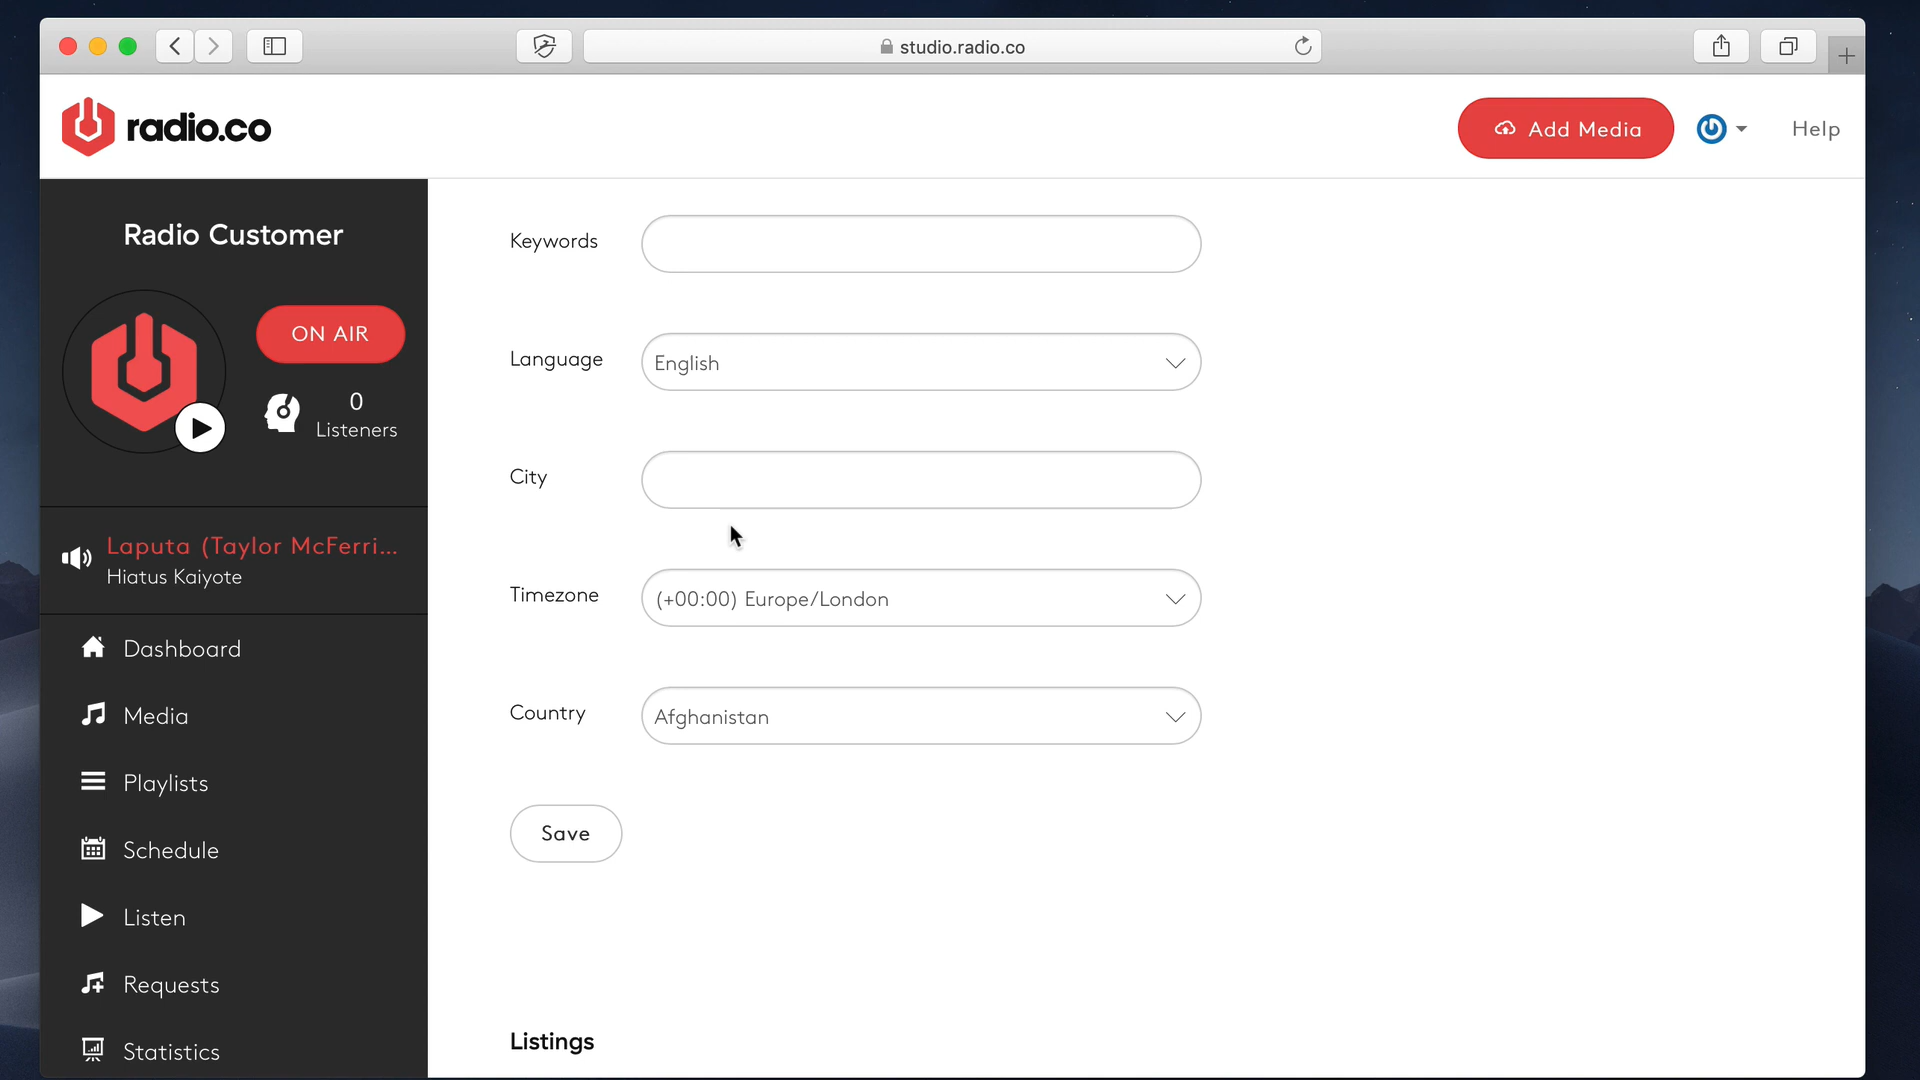 studio.radio.co
radio.co
Add Media
Help
Radio Customer
ON AIR
0
Listeners
Laputa (Taylor McFerri...
Hiatus Kaiyote
Dashboard
Media
Playlists
Schedule
Listen
Requests
Statistics
Keywords
Language
English
City
Timezone
(+00:00) Europe/London
Country
Afghanistan
Save
Listings